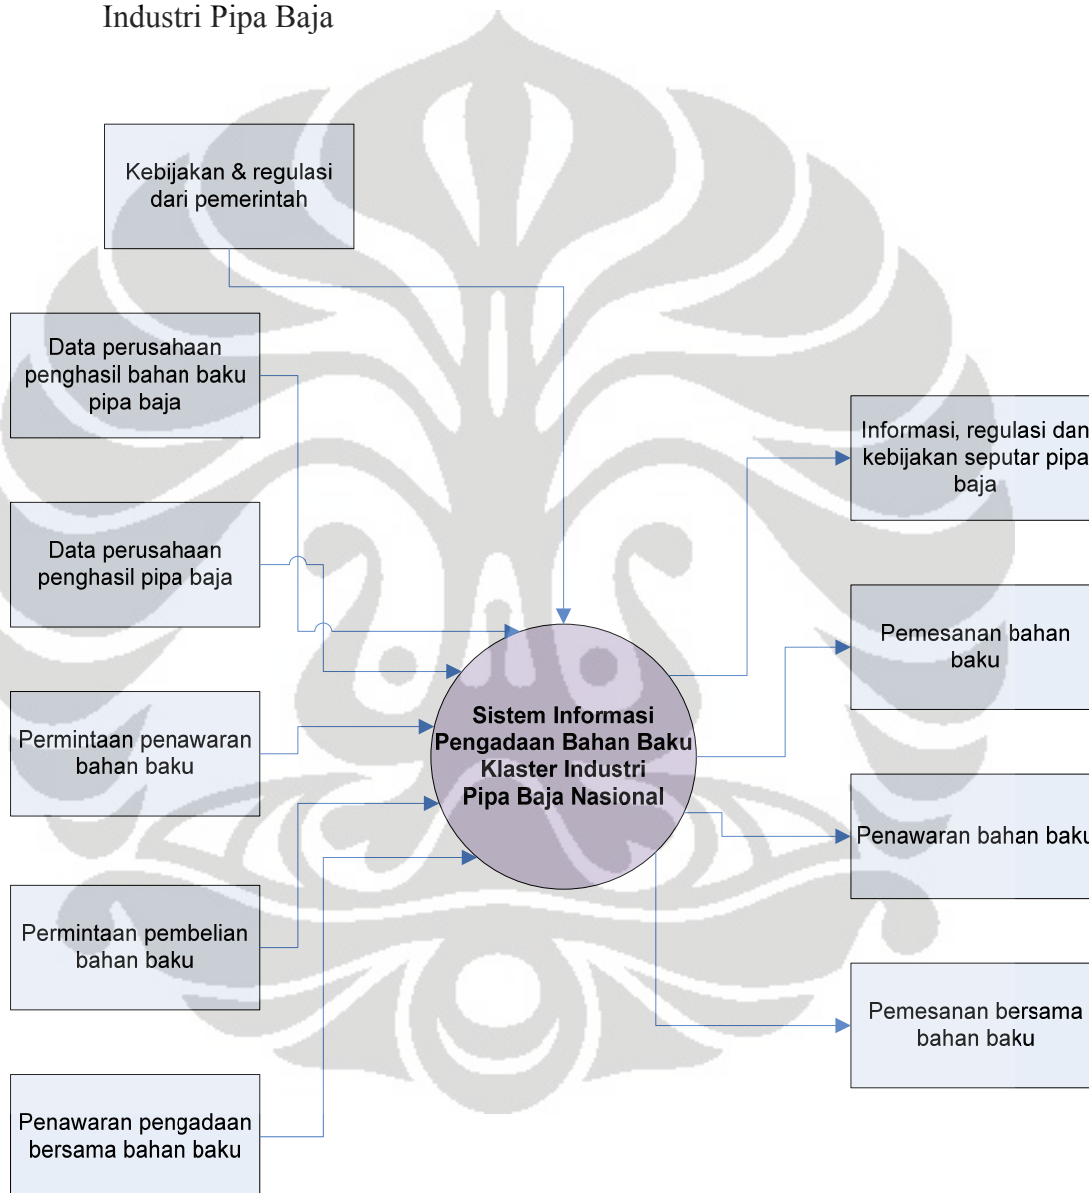 Industri Pipa Baja
Kebijakan & regulasi
dari pemerintah
Data perusahaan
penghasil bahan baku
pipa baja
Data perusahaan
penghasil pipa baja
Permintaan penawaran
bahan baku
Permintaan pembelian
bahan baku
Penawaran pengadaan
bersama bahan baku
Sistem Informasi
Pengadaan Bahan Baku
Klaster Industri
Pipa Baja Nasional
Informasi, regulasi dan
kebijakan seputar pipa
baja
Pemesanan bahan
baku
Penawaran bahan baku
Pemesanan bersama
bahan baku